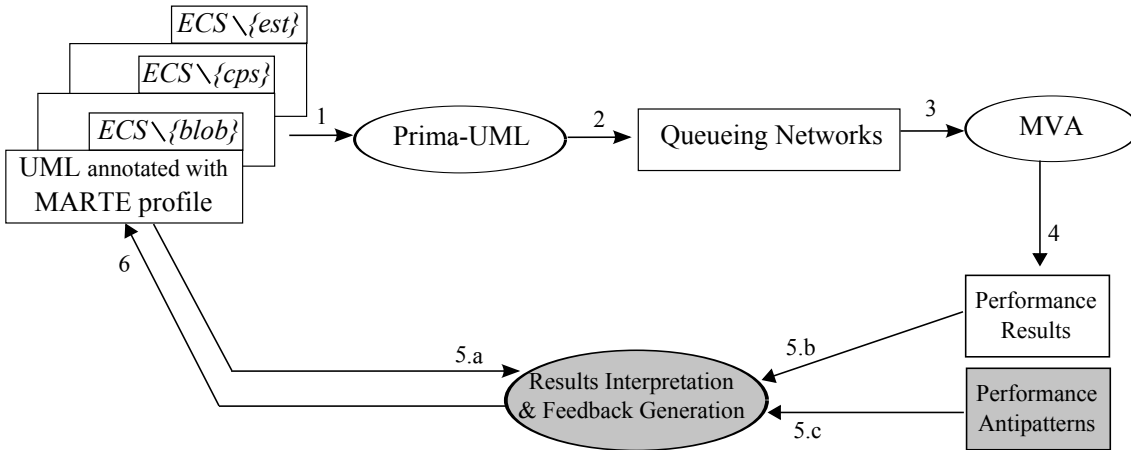 ECS\{est}
ECS\{cps}
ECS\{blob}
UML annotated with
MARTE profile
1
Prima-UML
2
Queueing Networks
3
MVA
4
Performance
Results
5.a
5.b
Results Interpretation
& Feedback Generation
5.c
Performance
Antipatterns
6